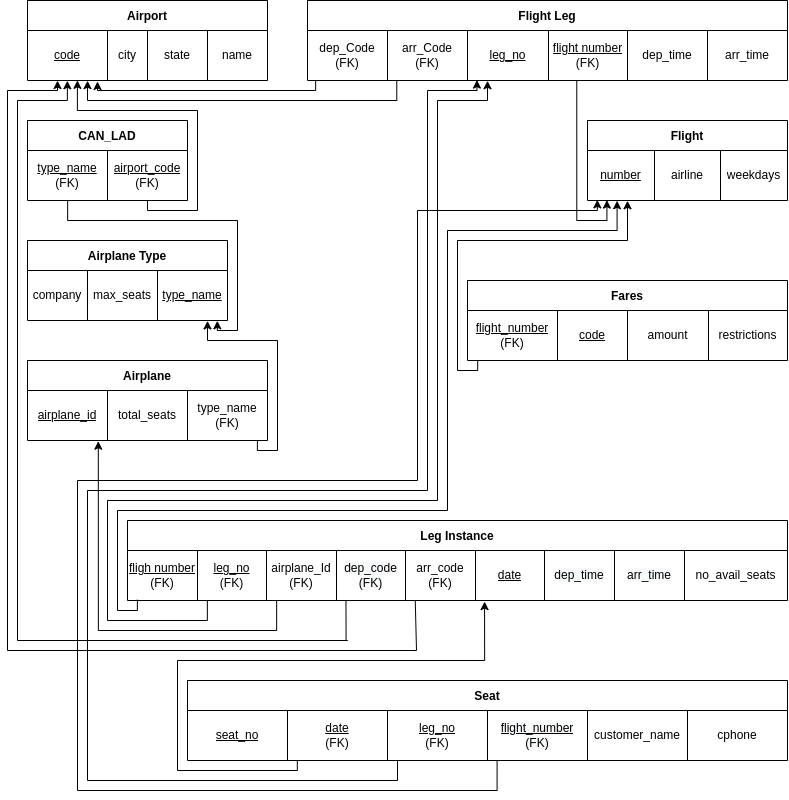 Airport
code city state name
Flight Leg
dep_Code (FK) arr_Code (FK) leg_no flight number (FK) dep_time arr_time
CAN_LAD
type_name (FK) airport_code (FK)
Flight
number airline weekdays
Airplane Type
company max_seats type_name
Fares
flight_number (FK) code amount restrictions
Airplane
airplane_id total_seats type_name (FK)
Leg Instance
fligh number (FK) leg_no (FK) airplane_Id (FK) dep_code (FK) arr_code (FK) date dep_time arr_time no_avail_seats
Seat
seat_no date (FK) leg_no (FK) flight_number (FK) customer_name cphone